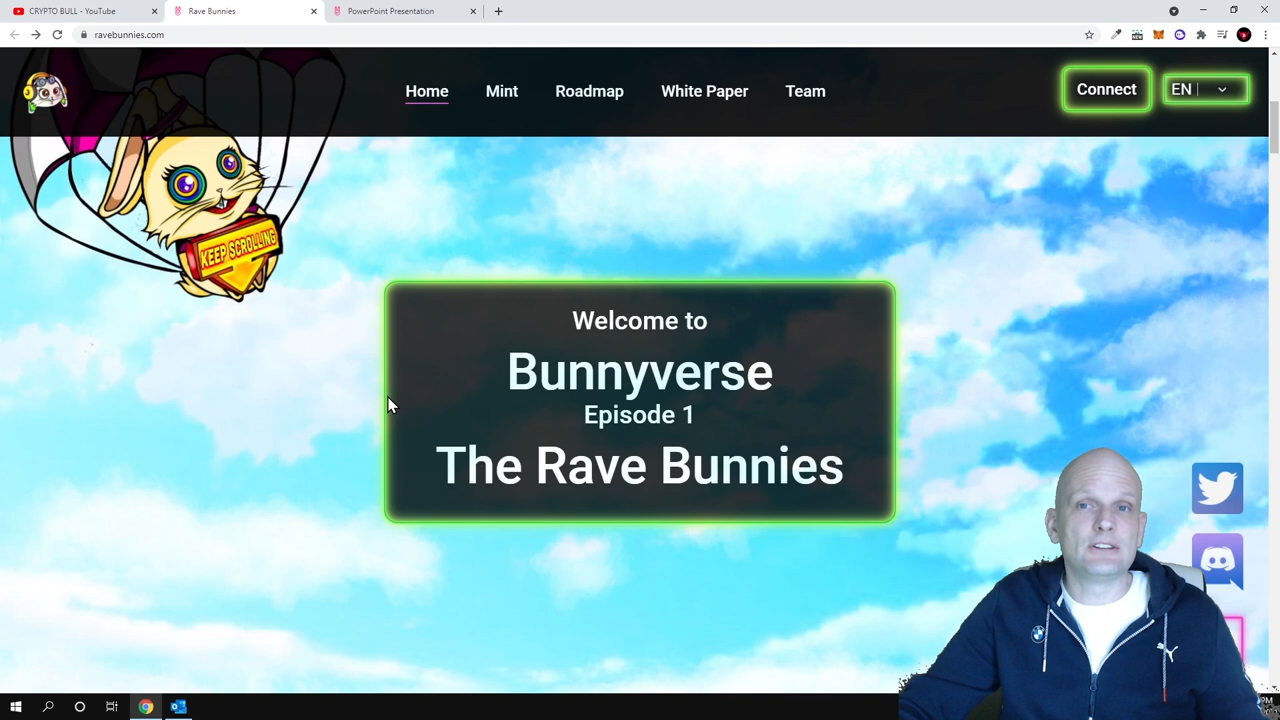 CRYPTO BULL - YouTube
Rave Bunnies
PowerPoint Presentation
ravebunnies.com
Home
Mint
Roadmap
White Paper
Team
Connect
EN
KEEP SCROLLING
Welcome to
Bunnyverse
Episode 1
The Rave Bunnies
PM